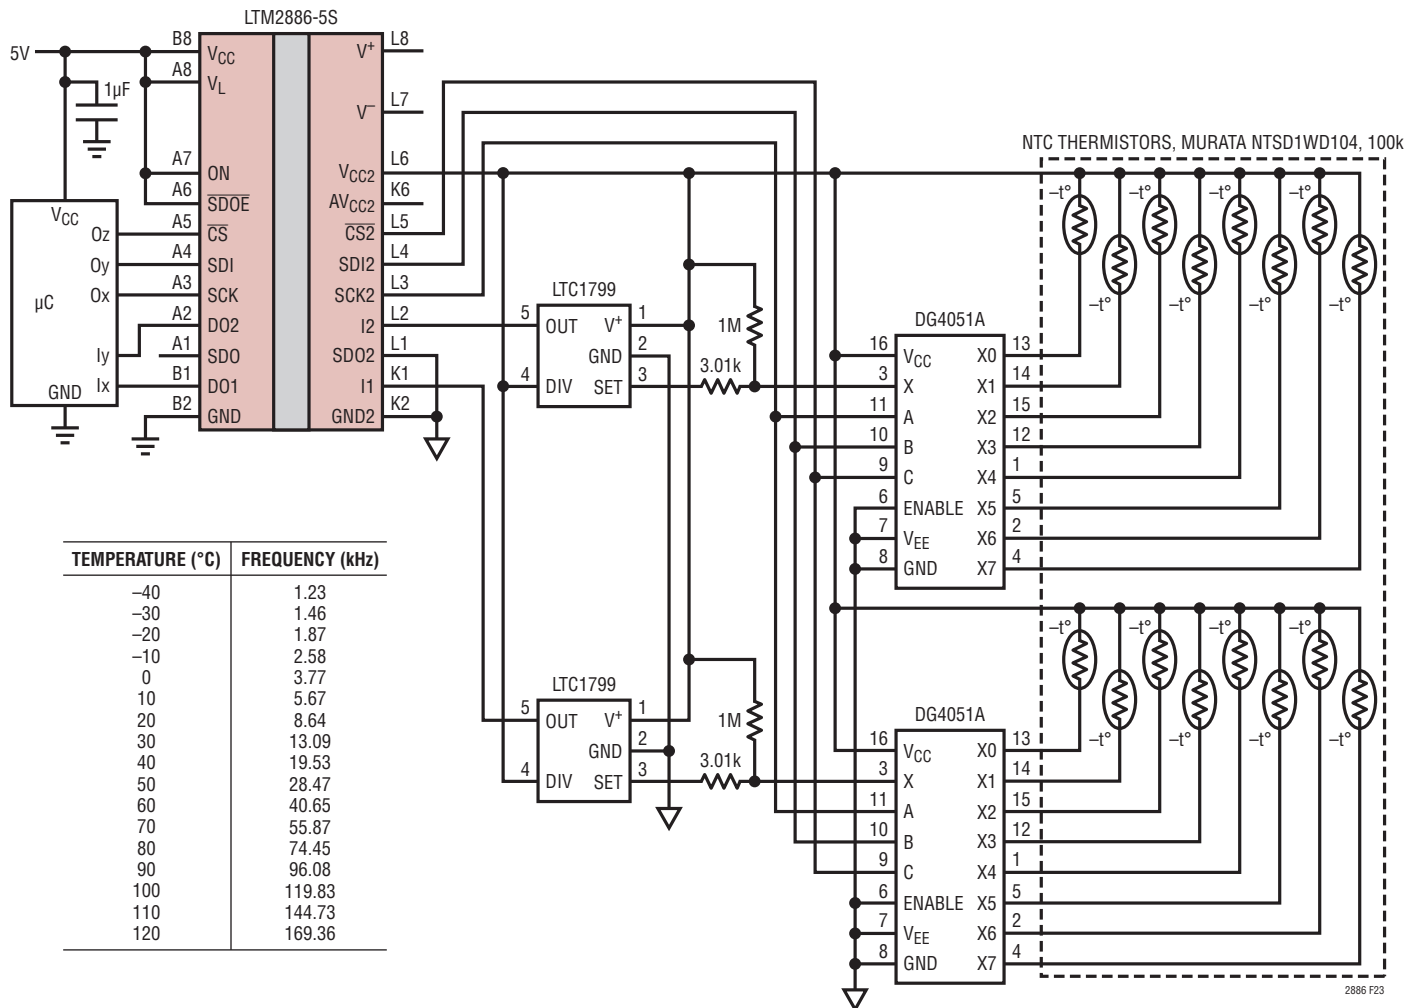 LTM2886-5S
5V
B8
VCC
A8
VL
1µF
A7
ON
A6
SDOE
A5
CS
A4
SDI
A3
SCK
A2
DO2
A1
SDO
B1
DO1
B2
GND
VCC
Oz
Oy
Ox
µC
Iy
Ix
GND
V+
L8
V–
L7
VCC2
L6
AVCC2
K6
CS2
L5
SDI2
L4
SCK2
L3
I2
L2
SDO2
L1
I1
K1
GND2
K2
LTC1799
5
OUT
V+
1
GND
2
4
DIV
SET
3
1M
3.01k
LTC1799
5
OUT
V+
1
GND
2
4
DIV
SET
3
1M
3.01k
NTC THERMISTORS, MURATA NTSD1WD104, 100k
–t°
–t°
–t°
–t°
–t°
–t°
–t°
–t°
DG4051A
16
VCC
X0
13
3
X
X1
14
11
A
X2
15
10
B
X3
12
9
C
X4
1
6
ENABLE
X5
5
7
VEE
X6
2
8
GND
X7
4
–t°
–t°
–t°
–t°
–t°
–t°
–t°
–t°
DG4051A
16
VCC
X0
13
3
X
X1
14
11
A
X2
15
10
B
X3
12
9
C
X4
1
6
ENABLE
X5
5
7
VEE
X6
2
8
GND
X7
4
TEMPERATURE (°C) FREQUENCY (kHz)
–40 1.23
–30 1.46
–20 1.87
–10 2.58
0 3.77
10 5.67
20 8.64
30 13.09
40 19.53
50 28.47
60 40.65
70 55.87
80 74.45
90 96.08
100 119.83
110 144.73
120 169.36
2886 F23